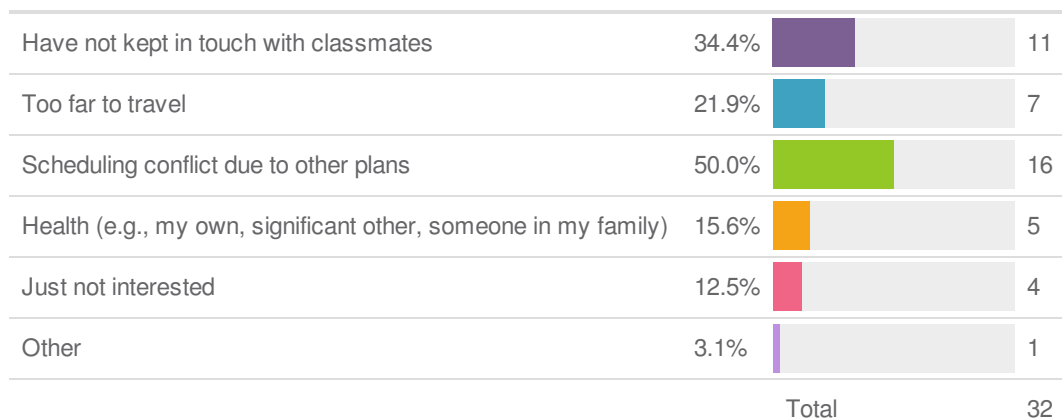 Have not kept in touch with classmates 34.4% 11
Too far to travel 21.9% 7
Scheduling conflict due to other plans 50.0% 16
Health (e.g., my own, significant other, someone in my family) 15.6% 5
Just not interested 12.5% 4
Other 3.1% 1
Total 32